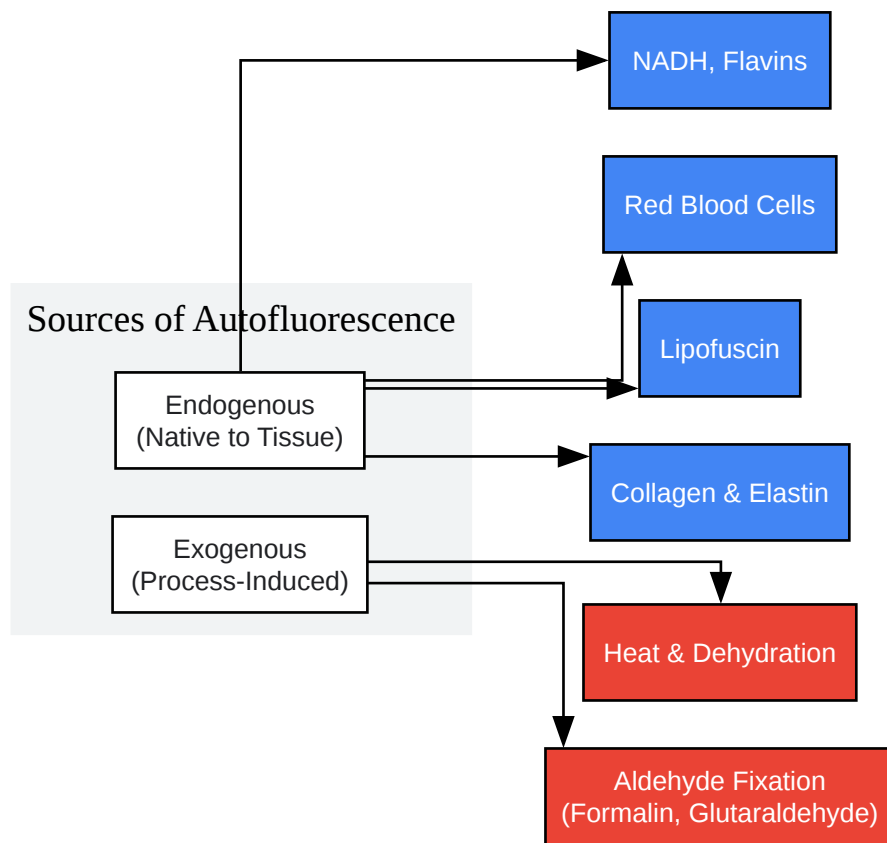 NADH, Flavins
Red Blood Cells
Sources of Autofluorescence
Lipofuscin
Endogenous
(Native to Tissue)
Collagen & Elastin
Exogenous
(Process-Induced)
Heat & Dehydration
Aldehyde Fixation
(Formalin, Glutaraldehyde)